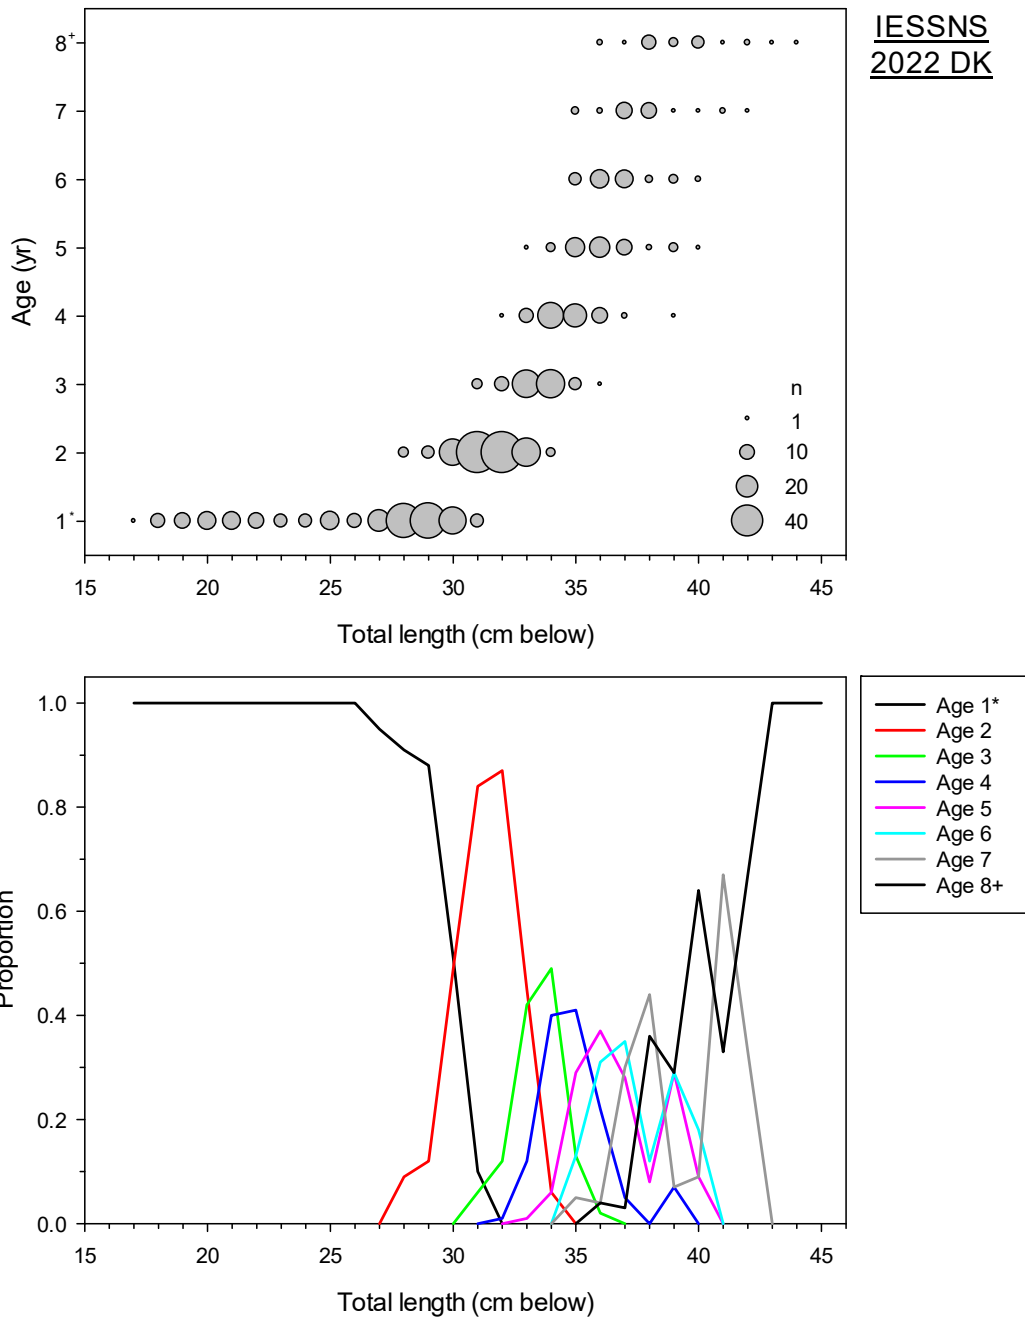 IESSNS
2022 DK
8+
7
6
5
4
3
2
1*
Age (yr)
n
1
10
20
40
15 20 25 30 35 40 45
Total length (cm below)
1.0
0.8
0.6
0.4
0.2
0.0
Proportion
15 20 25 30 35 40 45
Total length (cm below)
Age 1*
Age 2
Age 3
Age 4
Age 5
Age 6
Age 7
Age 8+